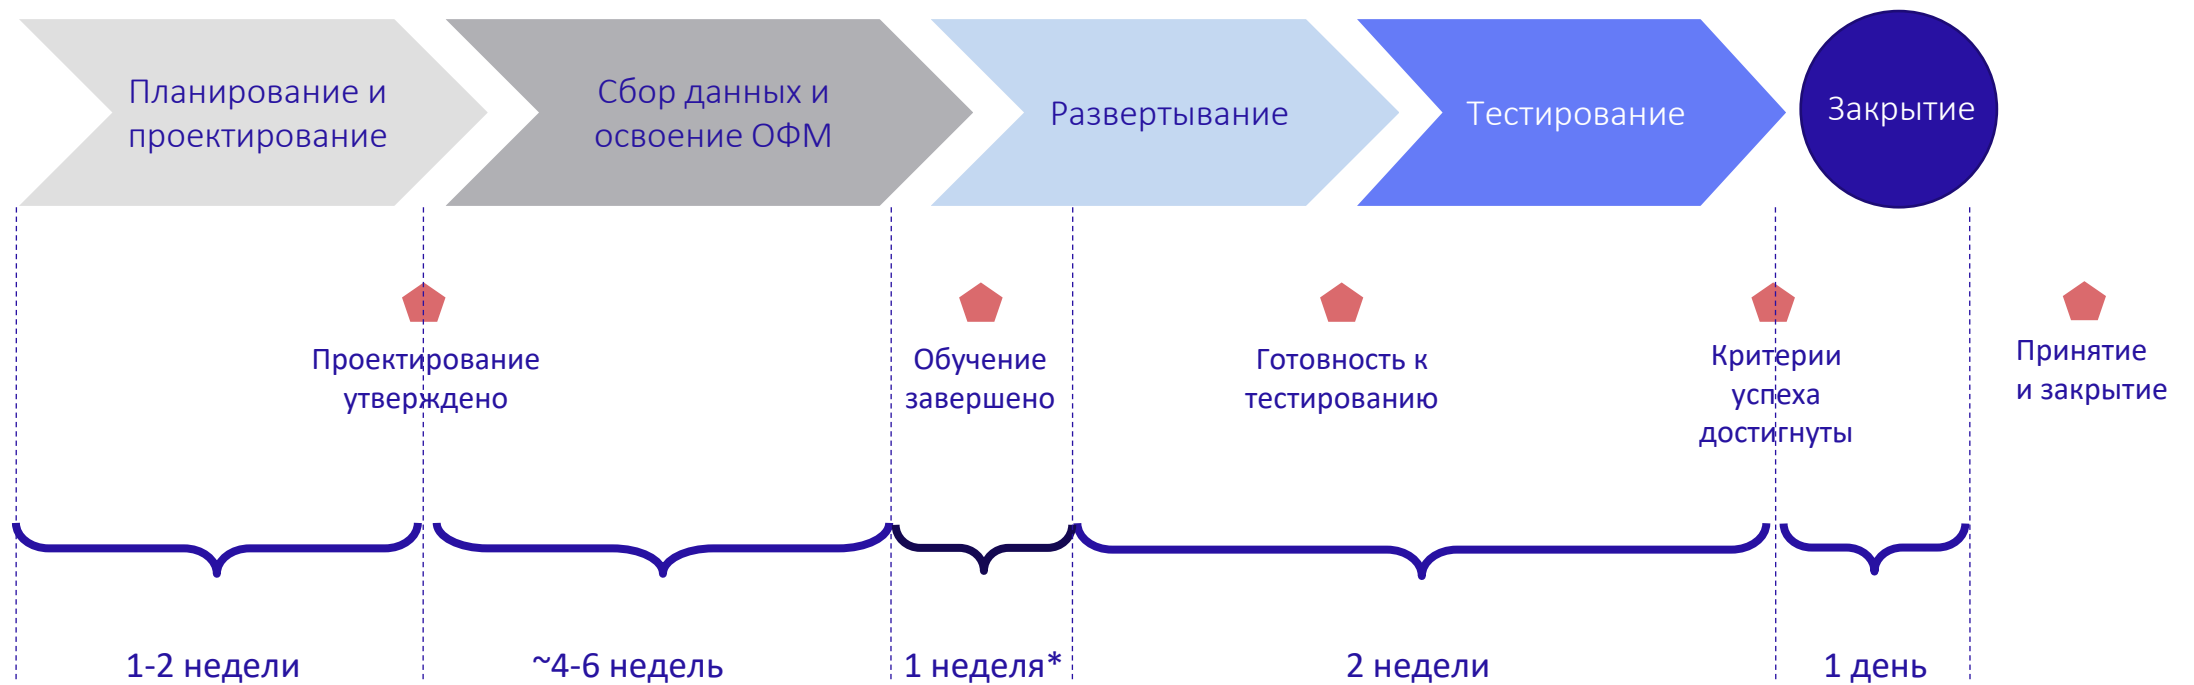 Планирование и
проектирование
Сбор данных и
освоение ОФМ
Развертывание
Тестирование
Закрытие
Проектирование
утверждено
Обучение
завершено
Готовность к
тестированию
Критерии
успеха
достигнуты
Принятие
и закрытие
1-2 недели
~4-6 недель
1 неделя*
2 недели
1 день